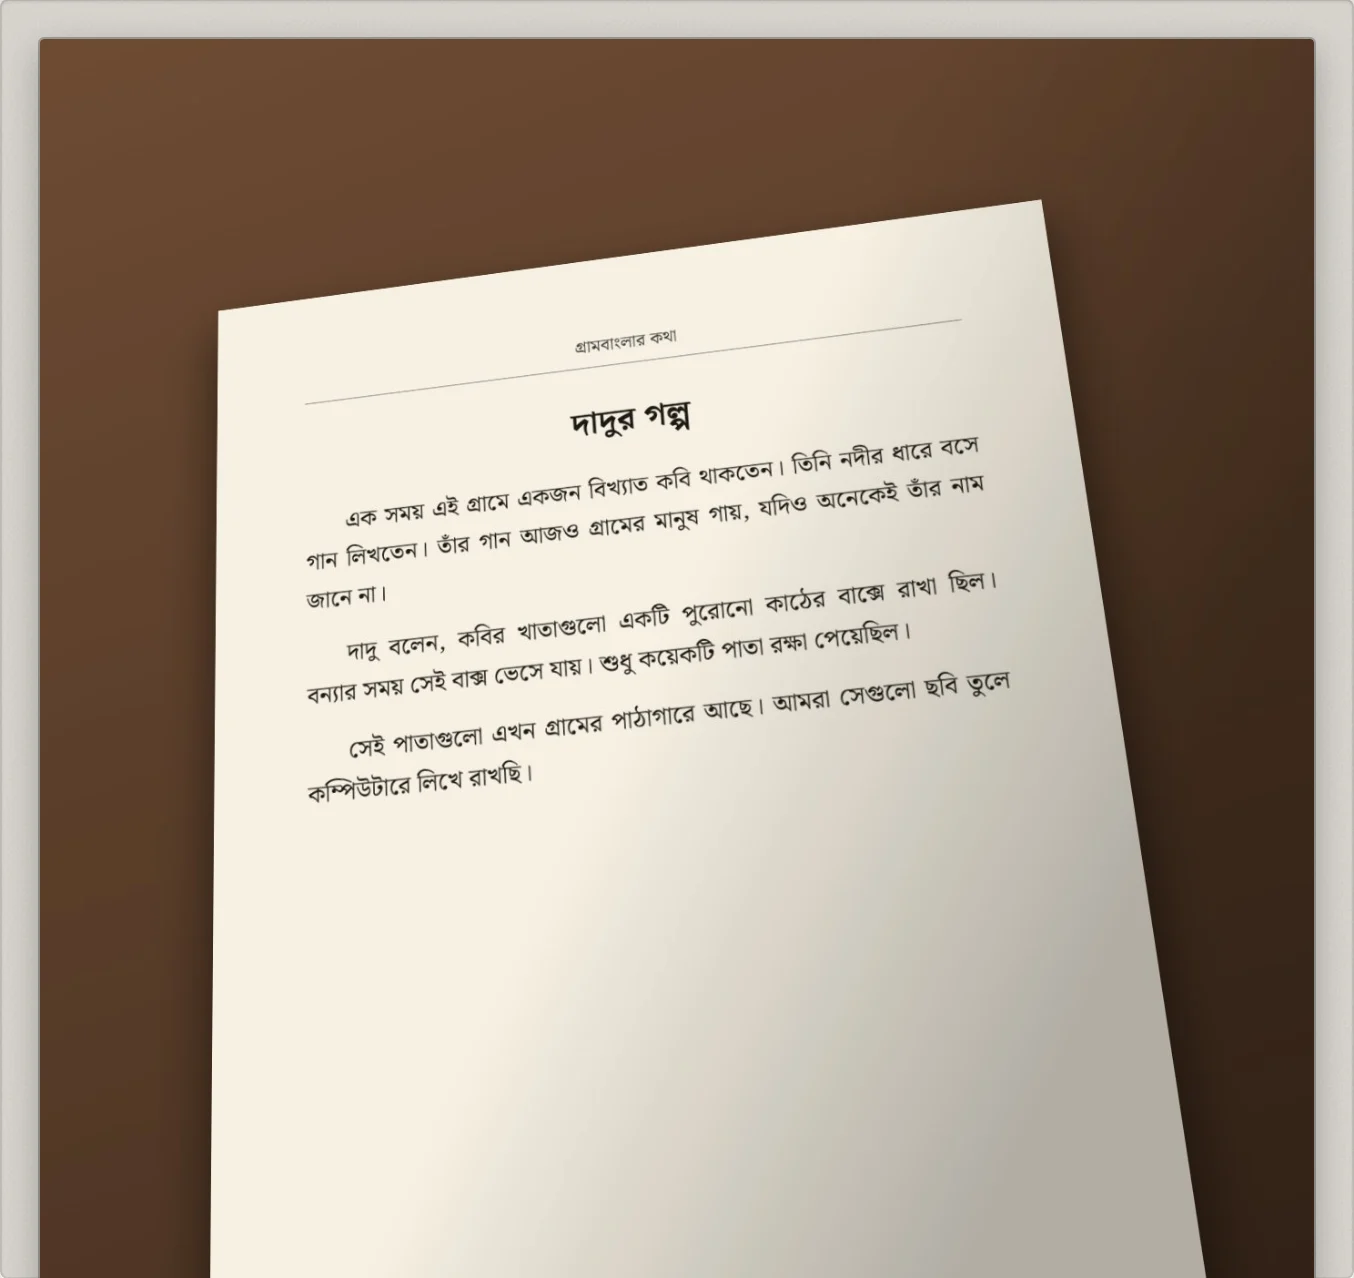 গ্রামবাংলার কথা
দাদুর গল্প
এক সময় এই গ্রামে একজন বিখ্যাত কবি থাকতেন। তিনি নদীর ধারে বসে
গান লিখতেন। তাঁর গান আজও গ্রামের মানুষ গায়, যদিও অনেকেই তাঁর নাম
জানে না।
দাদু বলেন, কবির খাতাগুলো একটি পুরোনো কাঠের বাক্সে রাখা ছিল।
বন্যার সময় সেই বাক্স ভেসে যায়। শুধু কয়েকটি পাতা রক্ষা পেয়েছিল।
সেই পাতাগুলো এখন গ্রামের পাঠাগারে আছে। আমরা সেগুলো ছবি তুলে
কম্পিউটারে লিখে রাখছি।